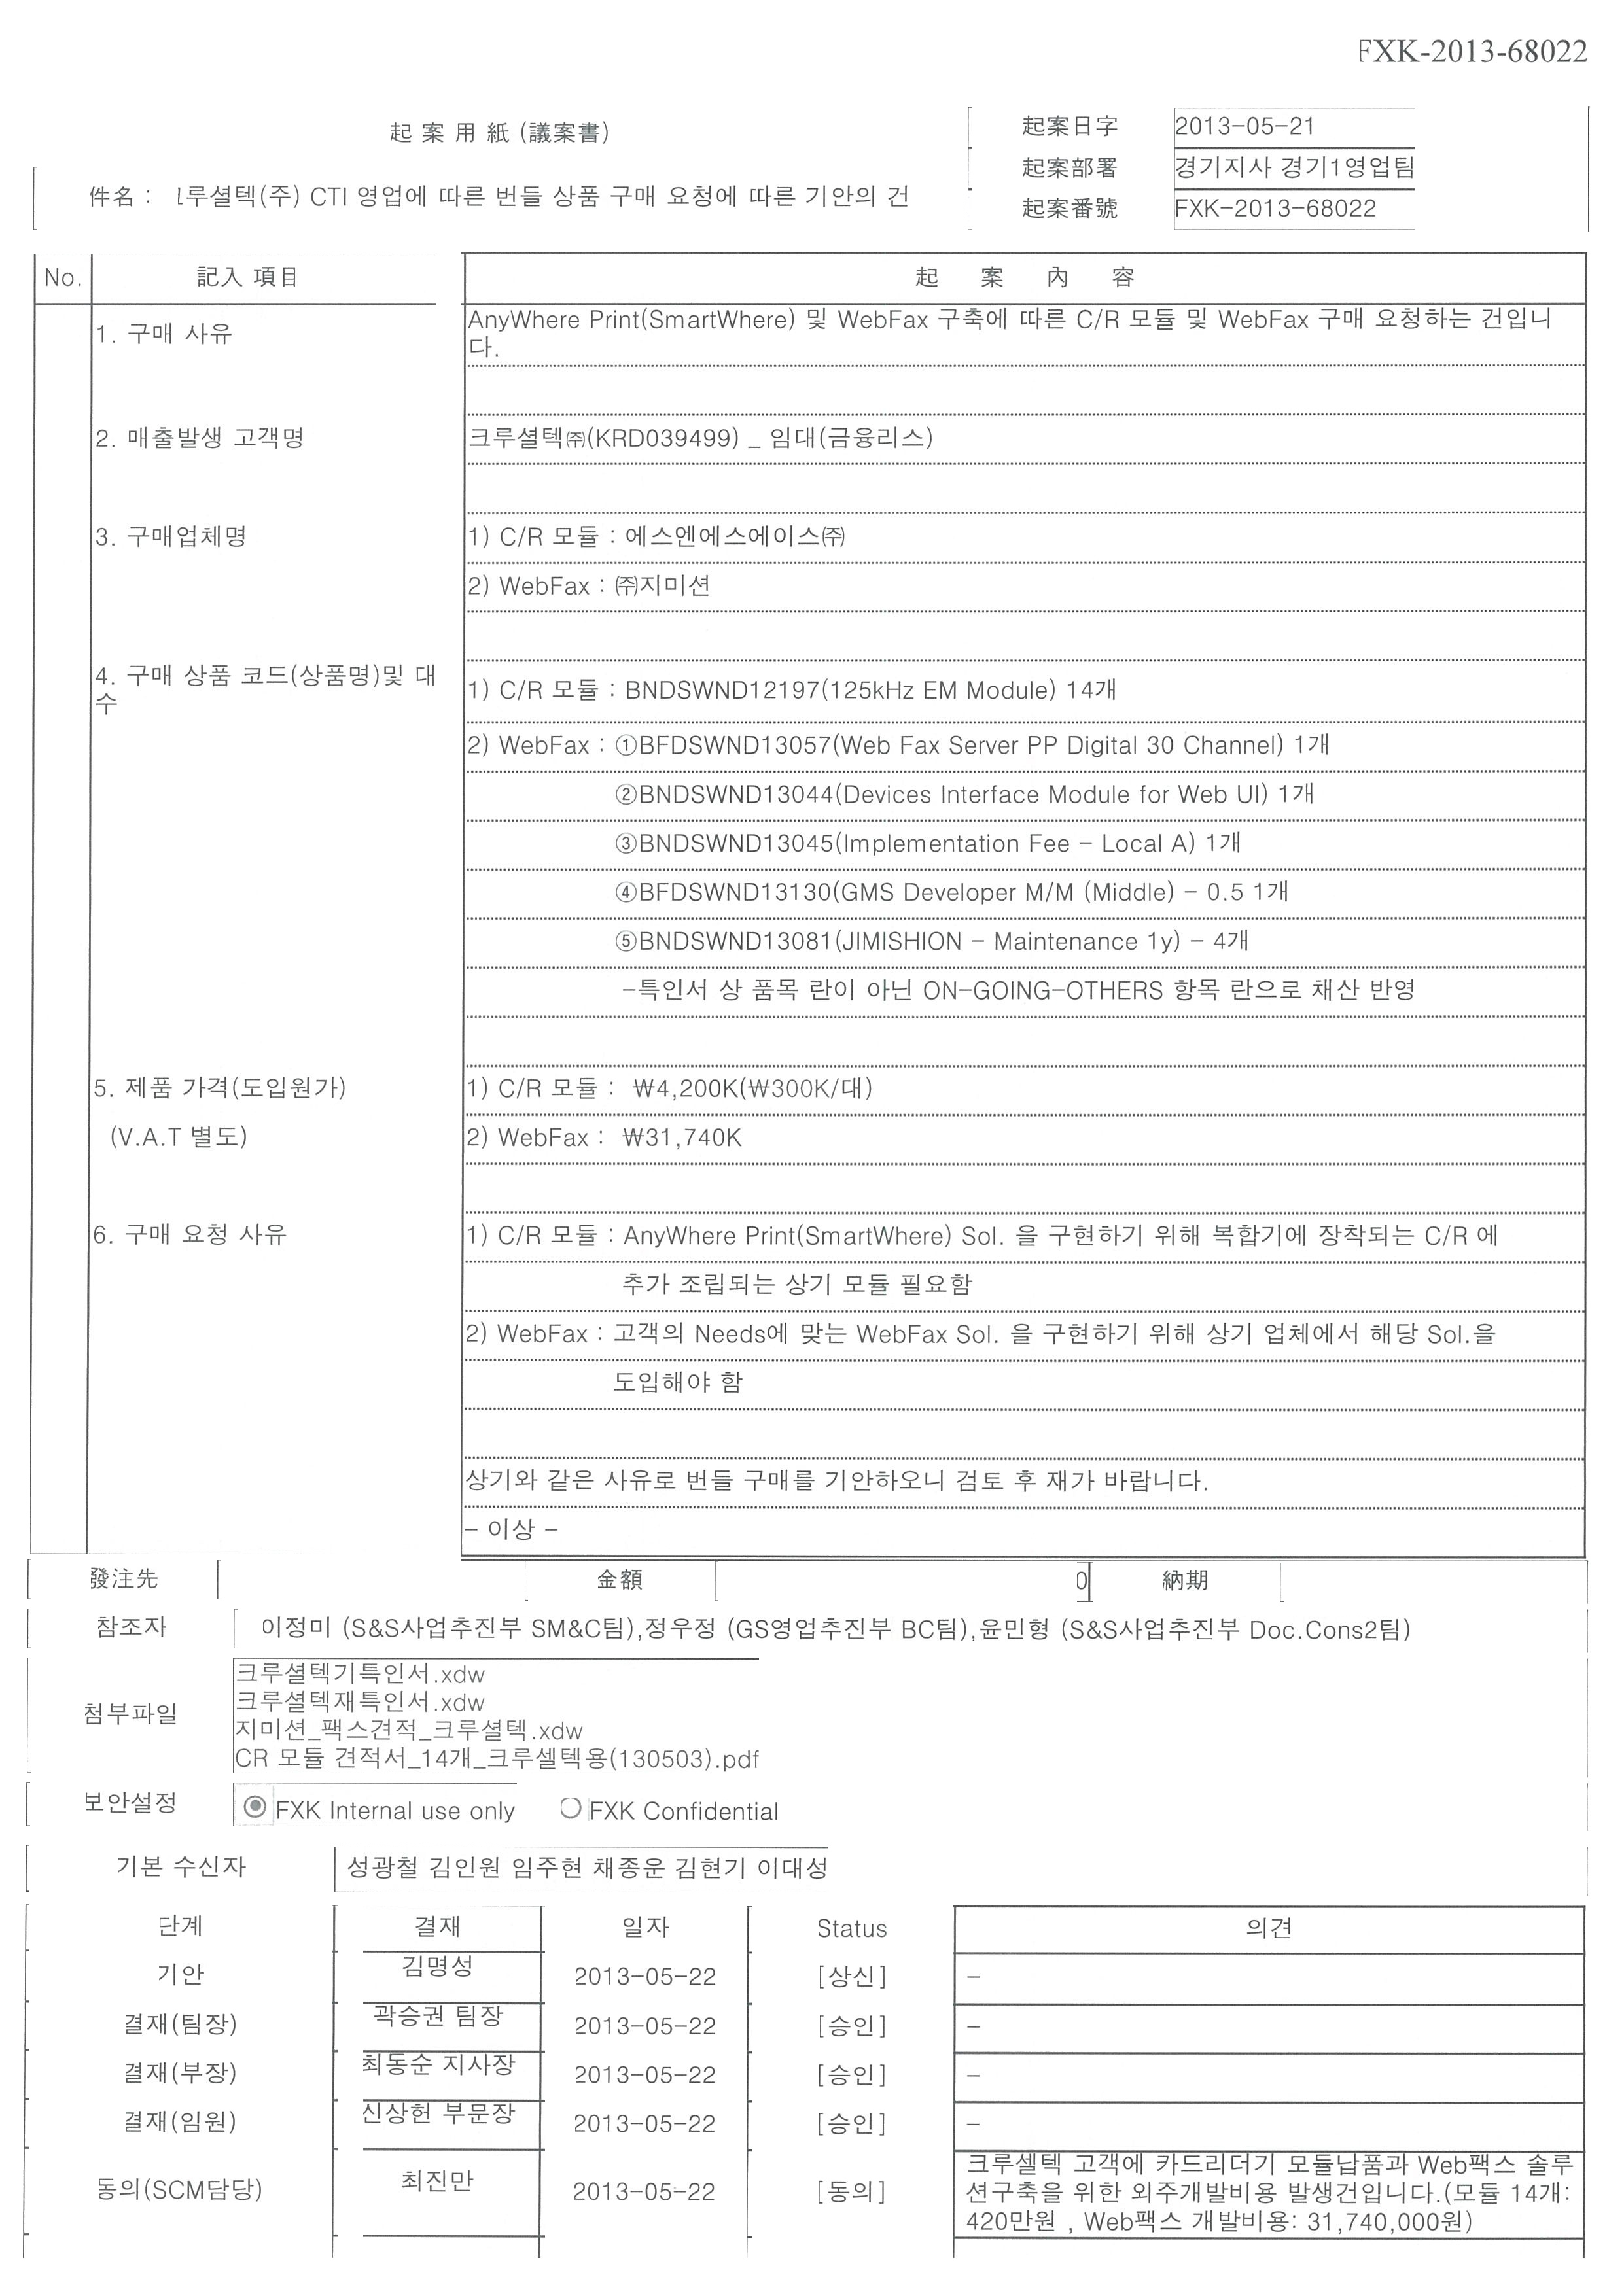 FXK-2013-68022
起案用紙(議案書)
起案日字 2013-05-21
起案部署 경기지사 경기1영업팀
件名 : 루셜텍(주) CTI 영업에 따른 번들 상품 구매 요청에 따른 기안의 건
起案番號 FXK-2013-68022
No. 記入 項目 起 案 內 容
1. 구매 사유 AnyWhere Print(SmartWhere) 및 WebFax 구축에 따른 C/R 모듈 및 WebFax 구매 요청하는 건입니
다.
2. 매출발생 고객명 크루셜텍㈜(KRD039499) _ 임대(금융리스)
3. 구매업체명 1) C/R 모듈 : 에스엔에스에이스㈜
2) WebFax : ㈜지미션
4. 구매 상품 코드(상품명)및 대
수
1) C/R 모듈 : BNDSWND12197(125kHz EM Module) 14개
2) WebFax : ①BFDSWND13057(Web Fax Server PP Digital 30 Channel) 1개
②BNDSWND13044(Devices Interface Module for Web UI) 1개
③BNDSWND13045(Implementation Fee - Local A) 1개
④BFDSWND13130(GMS Developer M/M (Middle) - 0.5 1개
⑤BNDSWND13081(JIMISHION - Maintenance 1y) - 4개
-특인서 상 품목 란이 아닌 ON-GOING-OTHERS 항목 란으로 채산 반영
5. 제품 가격(도입원가) 1) C/R 모듈 : ₩4,200K(₩300K/대)
(V.A.T 별도) 2) WebFax : ₩31,740K
6. 구매 요청 사유 1) C/R 모듈 : AnyWhere Print(SmartWhere) Sol. 을 구현하기 위해 복합기에 장착되는 C/R 에
추가 조립되는 상기 모듈 필요함
2) WebFax : 고객의 Needs에 맞는 WebFax Sol. 을 구현하기 위해 상기 업체에서 해당 Sol.을
도입해야 함
상기와 같은 사유로 번들 구매를 기안하오니 검토 후 재가 바랍니다.
- 이상 -
發注先 金額 0 納期
참조자 이정미 (S&S사업추진부 SM&C팀),정우정 (GS영업추진부 BC팀),윤민형 (S&S사업추진부 Doc.Cons2팀)
첨부파일
크루셜텍기특인서.xdw
크루셜텍재특인서.xdw
지미션_팩스견적_크루셜텍.xdw
CR 모듈 견적서_14개_크루셀텍용(130503).pdf
보안설정 FXK Internal use only FXK Confidential
기본 수신자 성광철 김인원 임주현 채종운 김현기 이대성
단계 결재 일자 Status 의견
기안 김명성 2013-05-22 [상신] -
결재(팀장) 곽승권 팀장 2013-05-22 [승인] -
결재(부장) 최동순 지사장 2013-05-22 [승인] -
결재(임원) 신상헌 부문장 2013-05-22 [승인] -
동의(SCM담당) 최진만 2013-05-22 [동의]
크루셀텍 고객에 카드리더기 모듈납품과 Web팩스 솔루
션구축을 위한 외주개발비용 발생건입니다.(모듈 14개:
420만원 , Web팩스 개발비용: 31,740,000원)